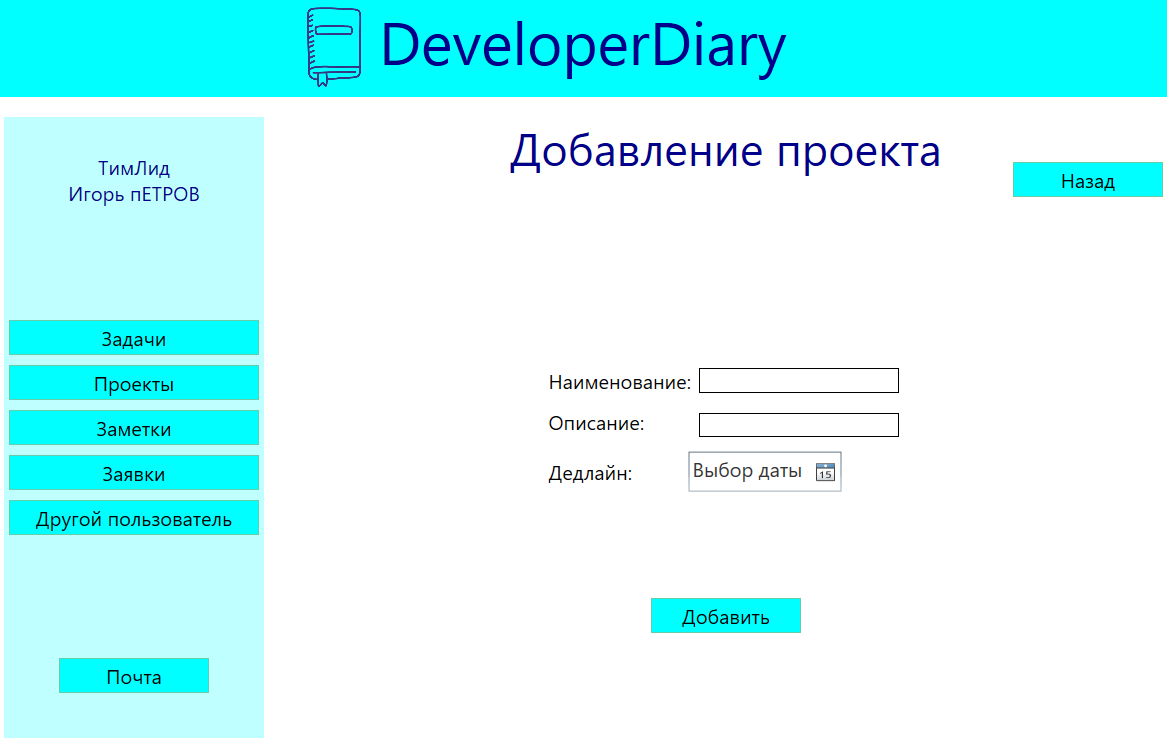 DeveloperDiary
ТимЛид
Игорь пЕТРОВ
Задачи
Проекты
Заметки
Заявки
Другой пользователь
Почта
Добавление проекта
Назад
Наименование:
Описание:
Дедлайн: Выбор даты 15
Добавить